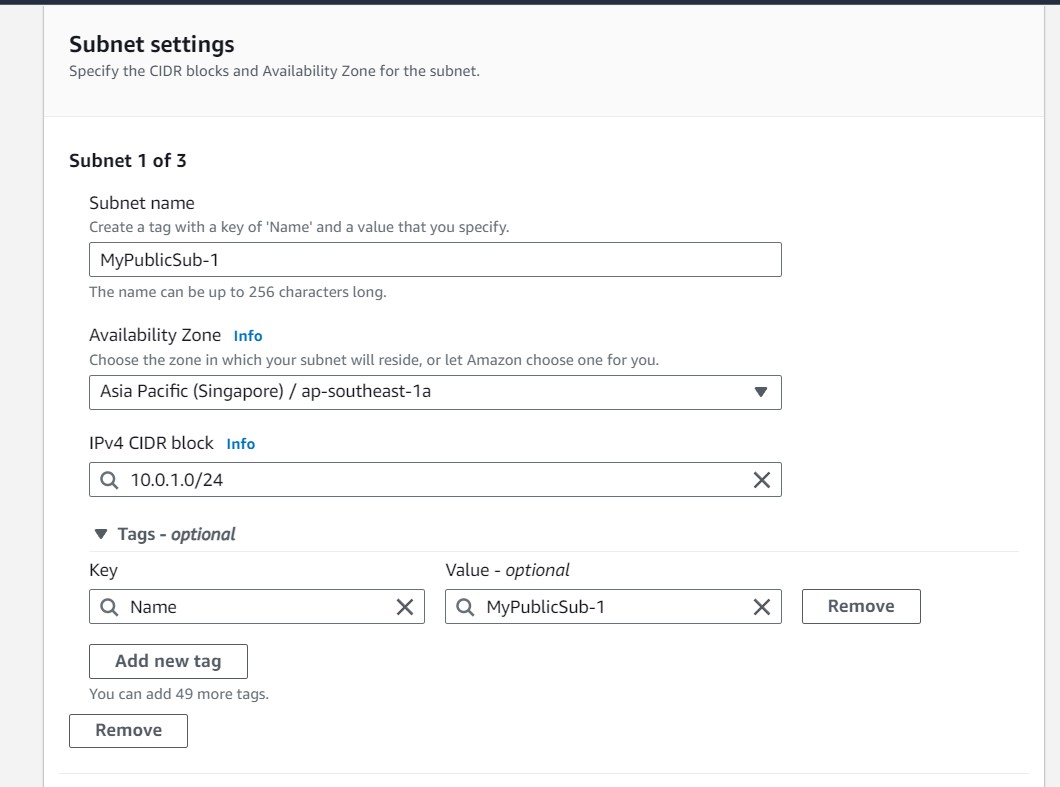 Subnet settings
Specify the CIDR blocks and Availability Zone for the subnet.
Subnet 1 of 3
Subnet name
Create a tag with a key of 'Name' and a value that you specify.
MyPublicSub-1
The name can be up to 256 characters long.
Availability Zone Info
Choose the zone in which your subnet will reside, or let Amazon choose one for you.
Asia Pacific (Singapore) / ap-southeast-1a
IPv4 CIDR block Info
10.0.1.0/24
Tags - optional
Key Value - optional
Name MyPublicSub-1 Remove
Add new tag
You can add 49 more tags.
Remove